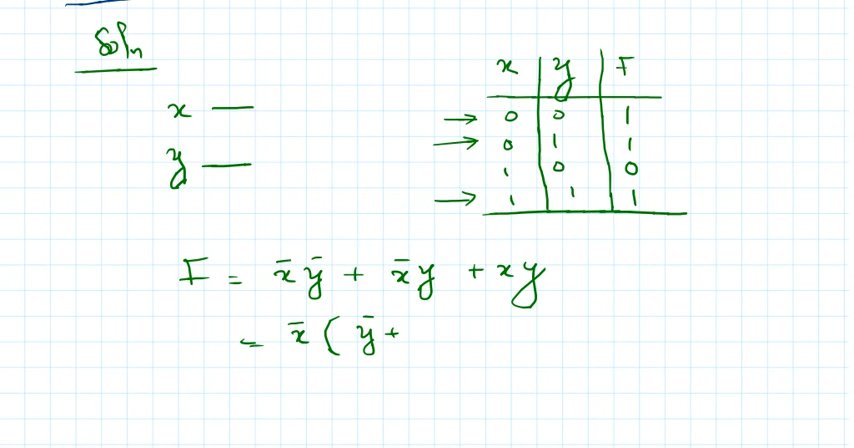 Soln
x —
y —
x y F
→ 0 0 1
→ 0 1 1
1 0 0
→ 1 1 1
F = x̄ȳ + x̄y + xy
= x̄ ( ȳ +